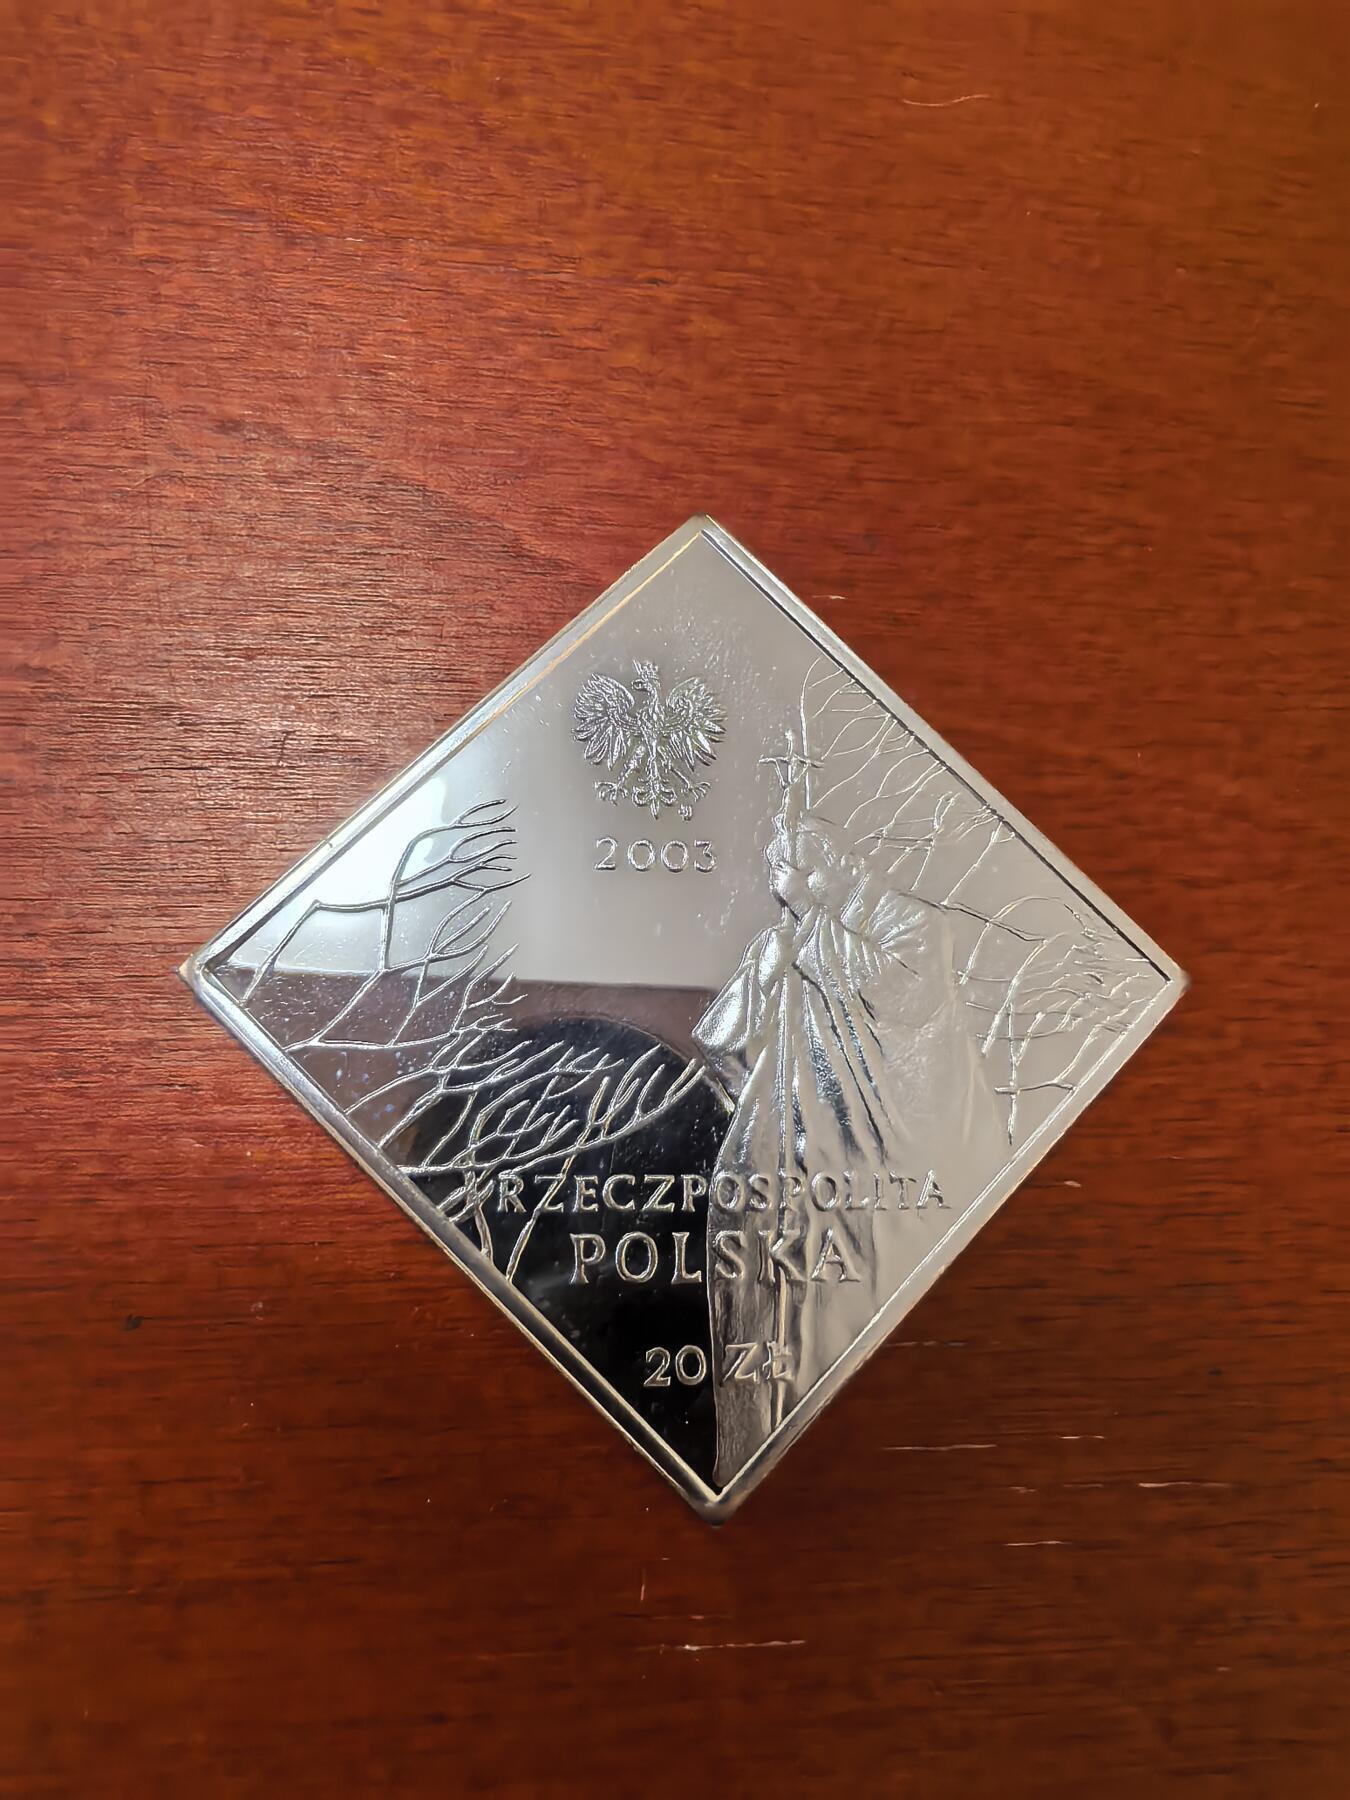 2003
RZECZPOSPOLITA
POLSKA
20 ZŁ